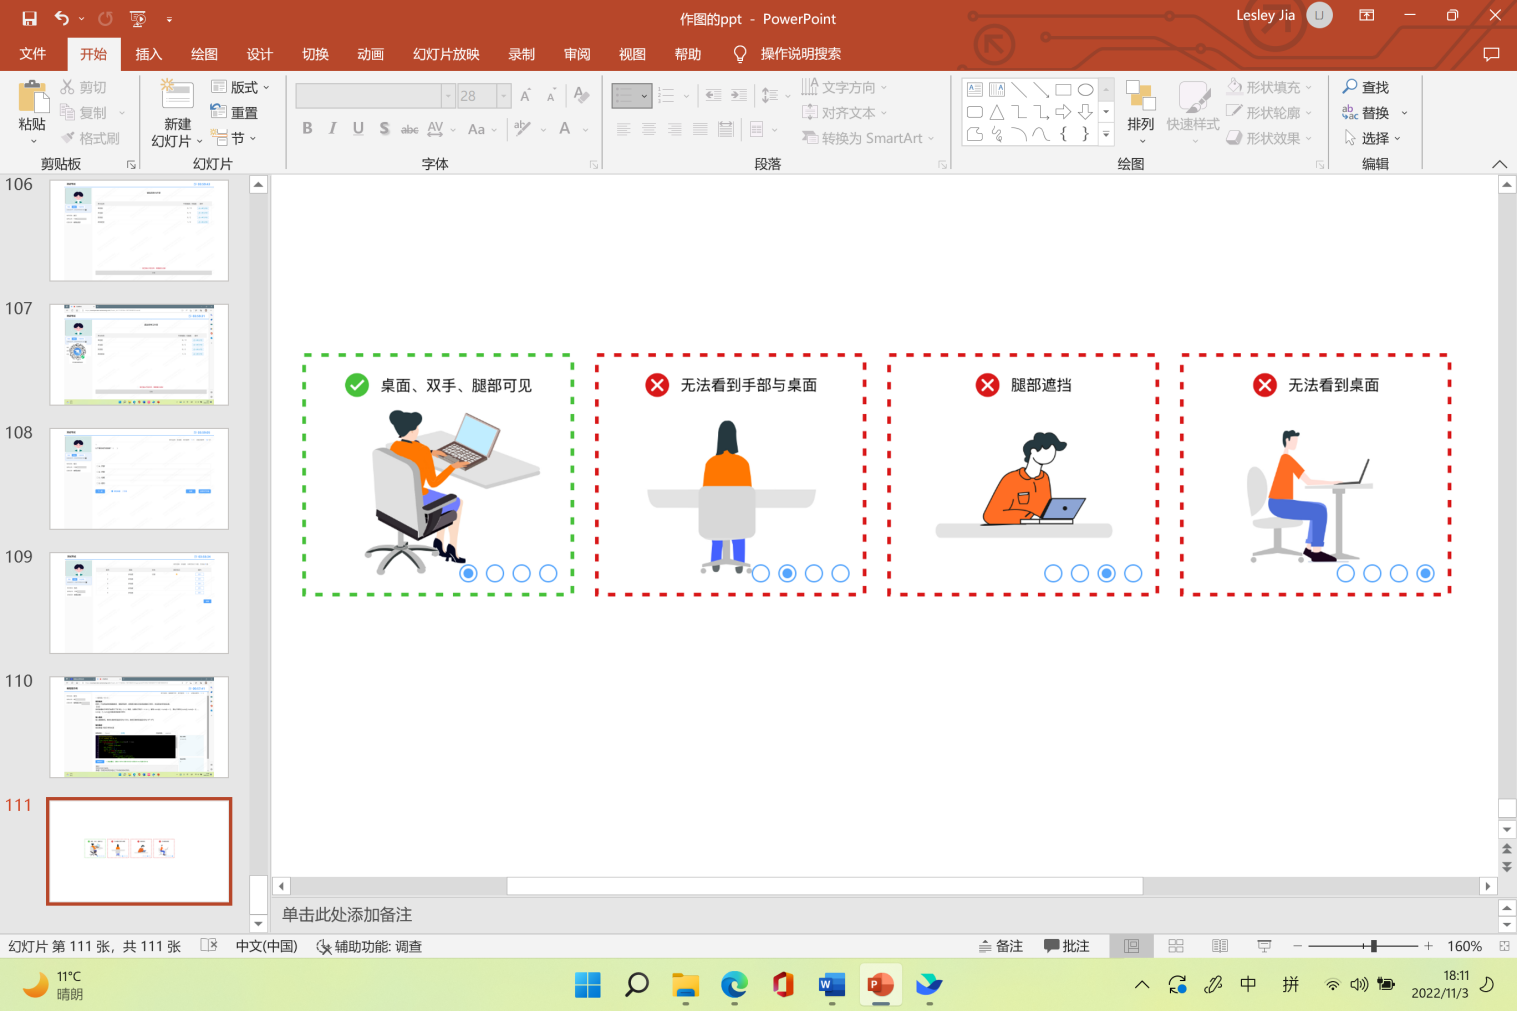 作图的ppt - PowerPoint
Lesley Jia
LJ
文件 开始 插入 绘图 设计 切换 动画 幻灯片放映 录制 审阅 视图 帮助 操作说明搜索
粘贴
剪切
复制
格式刷
剪贴板
新建
幻灯片
版式
重置
节
幻灯片
28
字体
文字方向
对齐文本
转换为 SmartArt
段落
排列
快速样式
形状填充
形状轮廓
形状效果
绘图
查找
替换
选择
编辑
106
107
108
109
110
111
桌面、双手、腿部可见
无法看到手部与桌面
腿部遮挡
无法看到桌面
单击此处添加备注
幻灯片 第 111 张，共 111 张 中文(中国) 辅助功能: 调查
备注 批注 160%
11°C
晴朗
中 拼
18:11
2022/11/3